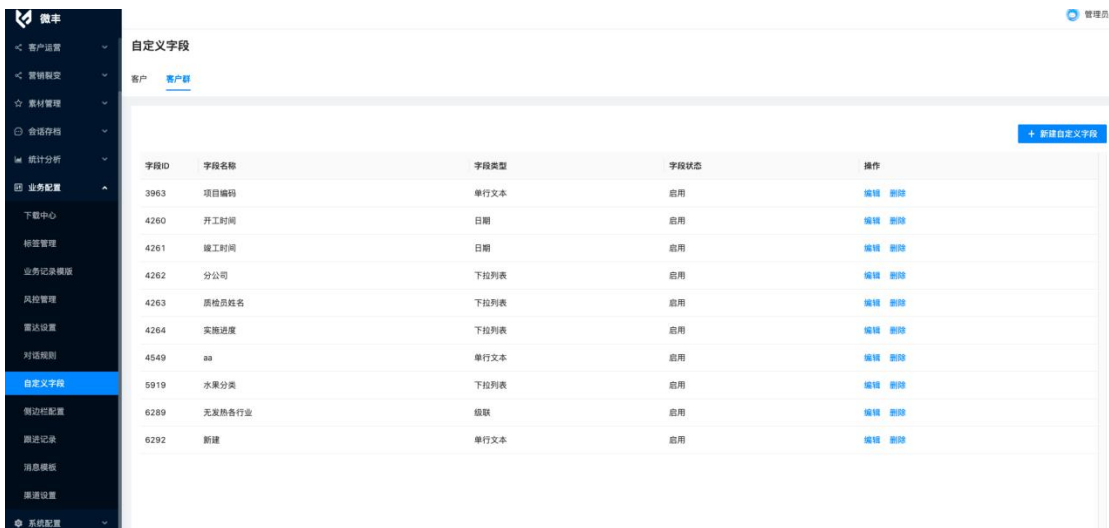 微丰
管理员
客户运营
营销裂变
素材管理
会话存档
统计分析
业务配置
下载中心
标签管理
业务记录模版
风控管理
雷达设置
对话规则
自定义字段
侧边栏配置
跟进记录
消息模板
渠道设置
系统配置
自定义字段
客户 客户群
+ 新建自定义字段
字段ID 字段名称 字段类型 字段状态 操作
3963 项目编码 单行文本 启用 编辑 删除
4260 开工时间 日期 启用 编辑 删除
4261 竣工时间 日期 启用 编辑 删除
4262 分公司 下拉列表 启用 编辑 删除
4263 质检员姓名 下拉列表 启用 编辑 删除
4264 实施进度 下拉列表 启用 编辑 删除
4549 aa 单行文本 启用 编辑 删除
5919 水果分类 下拉列表 启用 编辑 删除
6289 无发热各行业 级联 启用 编辑 删除
6292 新建 单行文本 启用 编辑 删除